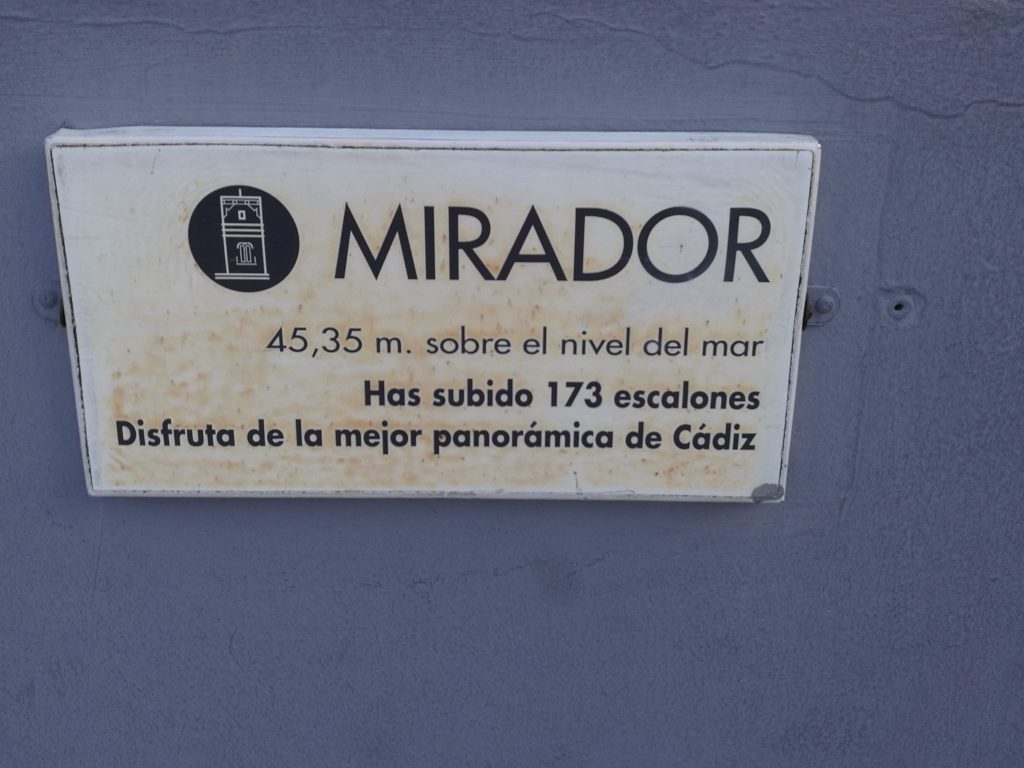 MIRADOR
45,35 m. sobre el nivel del mar
Has subido 173 escalones
Disfruta de la mejor panorámica de Cádiz